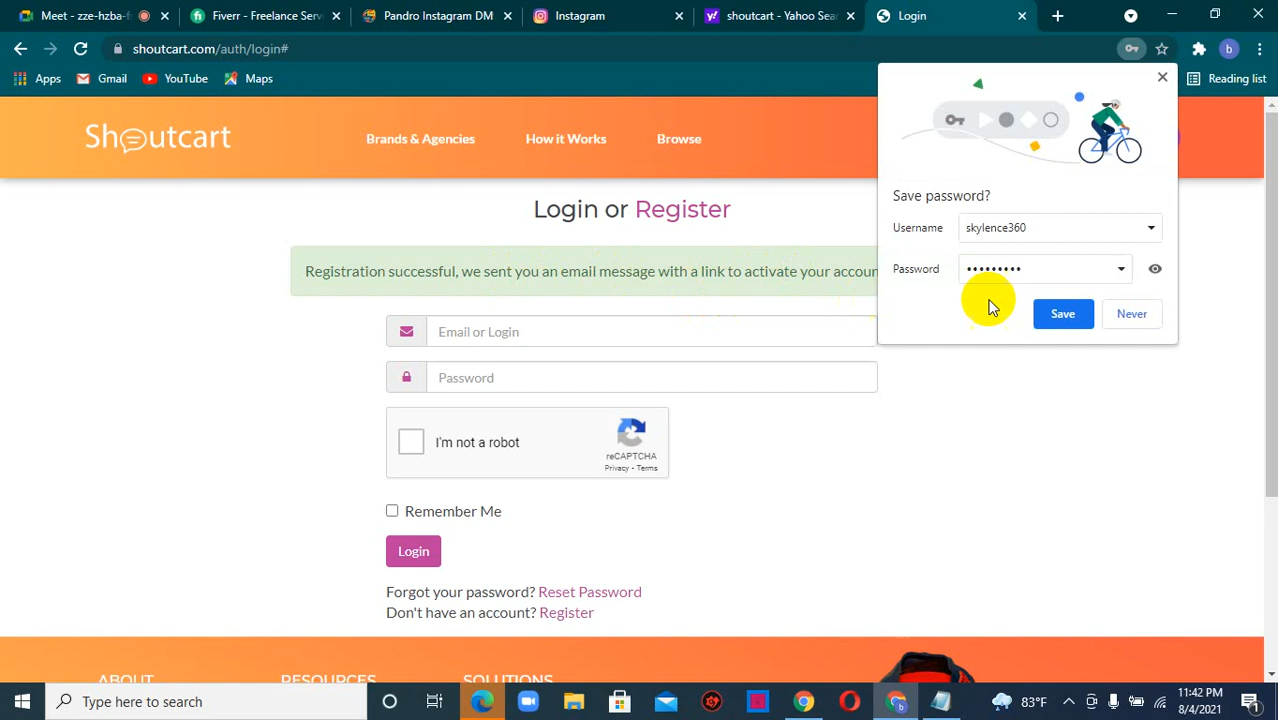 Meet - zze-hzba-f
Fiverr - Freelance Serv
Pandro Instagram DM
Instagram
shoutcart - Yahoo Sea
Login
shoutcart.com/auth/login#
b
Apps
Gmail
YouTube
Maps
Reading list
Shoutcart
Brands & Agencies
How it Works
Browse
Save password?
Username
skylence360
Password
•••••••••
Save
Never
Login or Register
Registration successful, we sent you an email message with a link to activate your accoun
Email or Login
Password
I'm not a robot
reCAPTCHA
Privacy - Terms
Remember Me
Login
Forgot your password? Reset Password
Don't have an account? Register
ABOUT
RESOURCES
SOLUTIONS
Type here to search
83°F
11:42 PM
8/4/2021
1